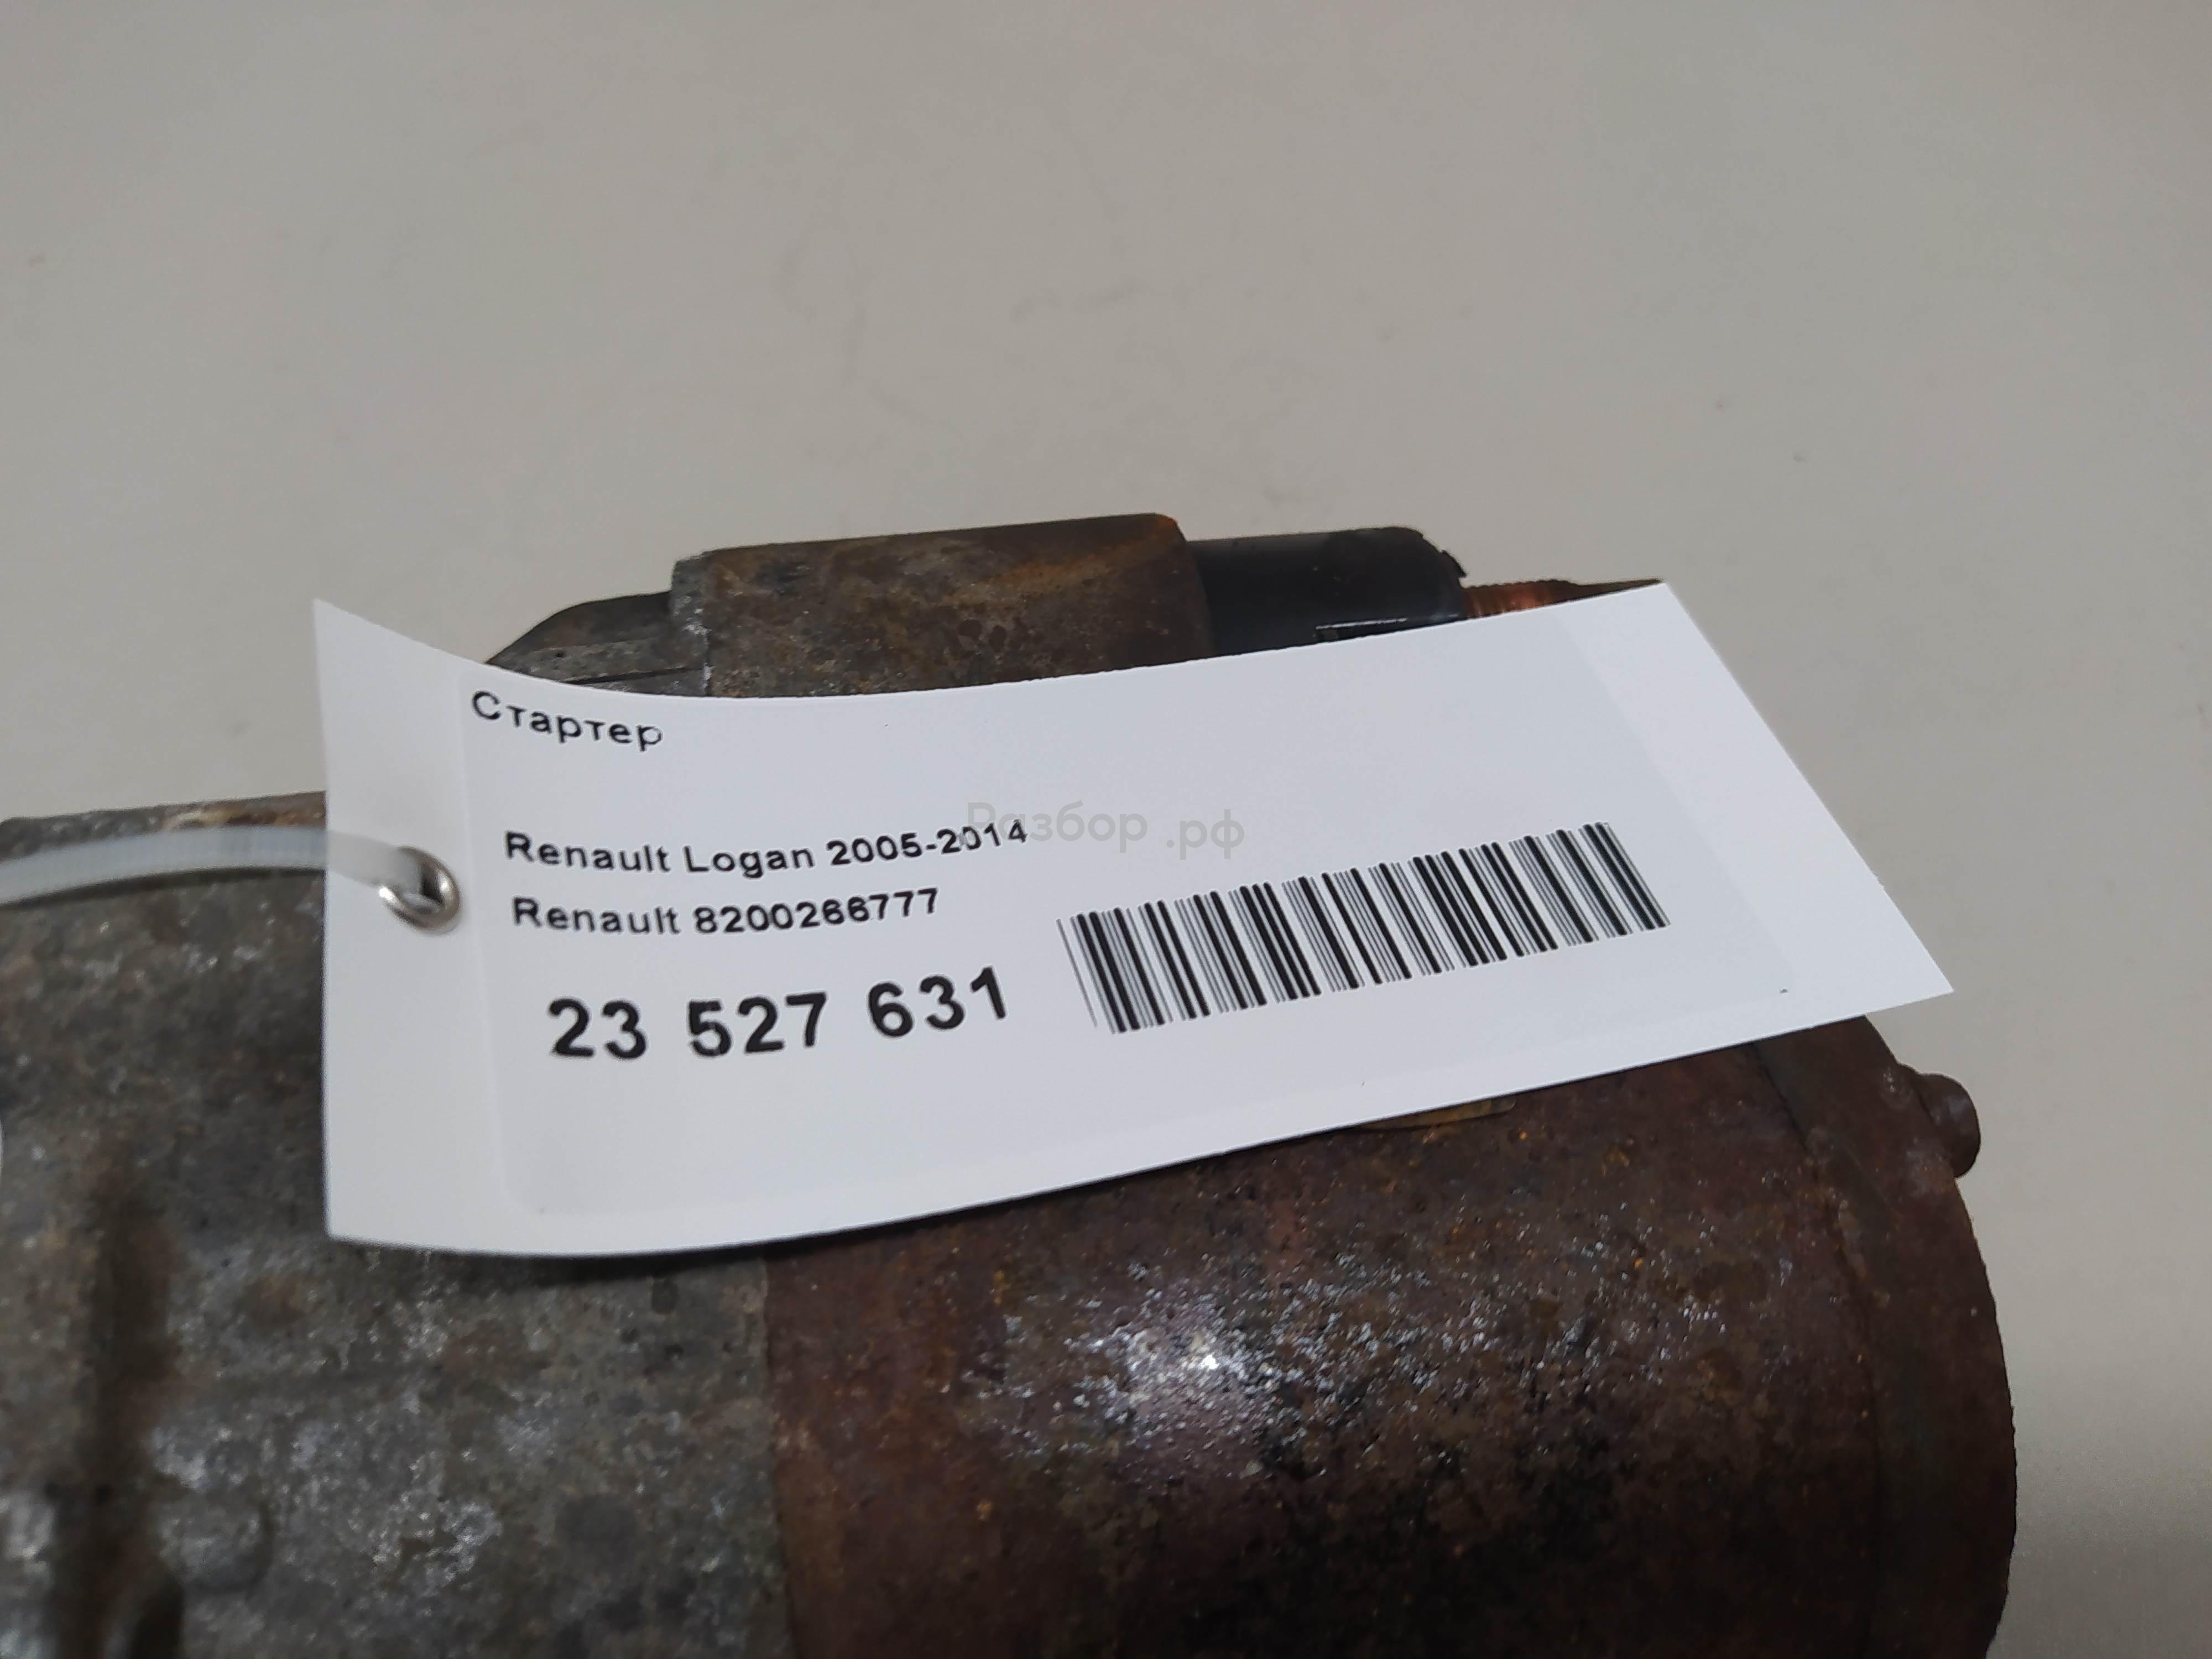 Стартер
Разбор.рф
Renault Logan 2005-2014
Renault 8200266777
23 527 631